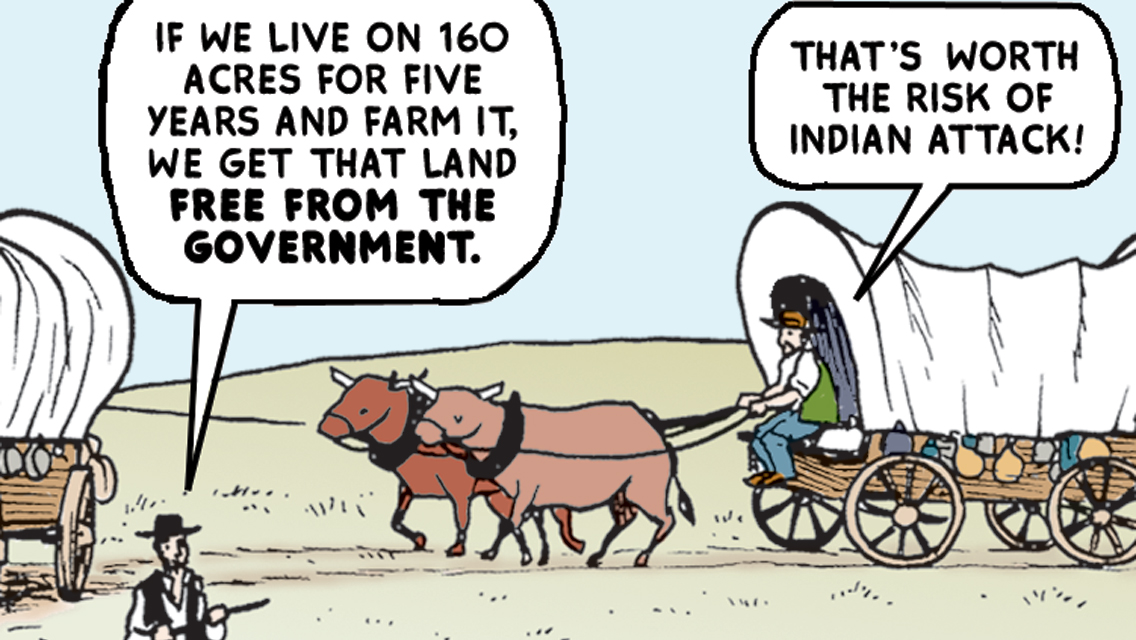 IF WE LIVE ON 160
ACRES FOR FIVE
YEARS AND FARM IT,
WE GET THAT LAND
FREE FROM THE
GOVERNMENT.
THAT'S WORTH
THE RISK OF
INDIAN ATTACK!